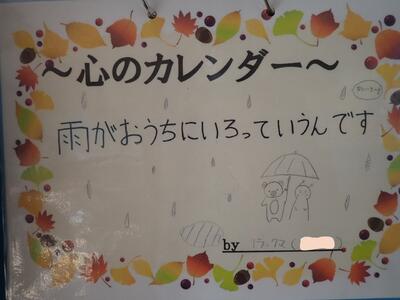 ～心のカレンダー～
雨がおうちにいろっていうんです
by